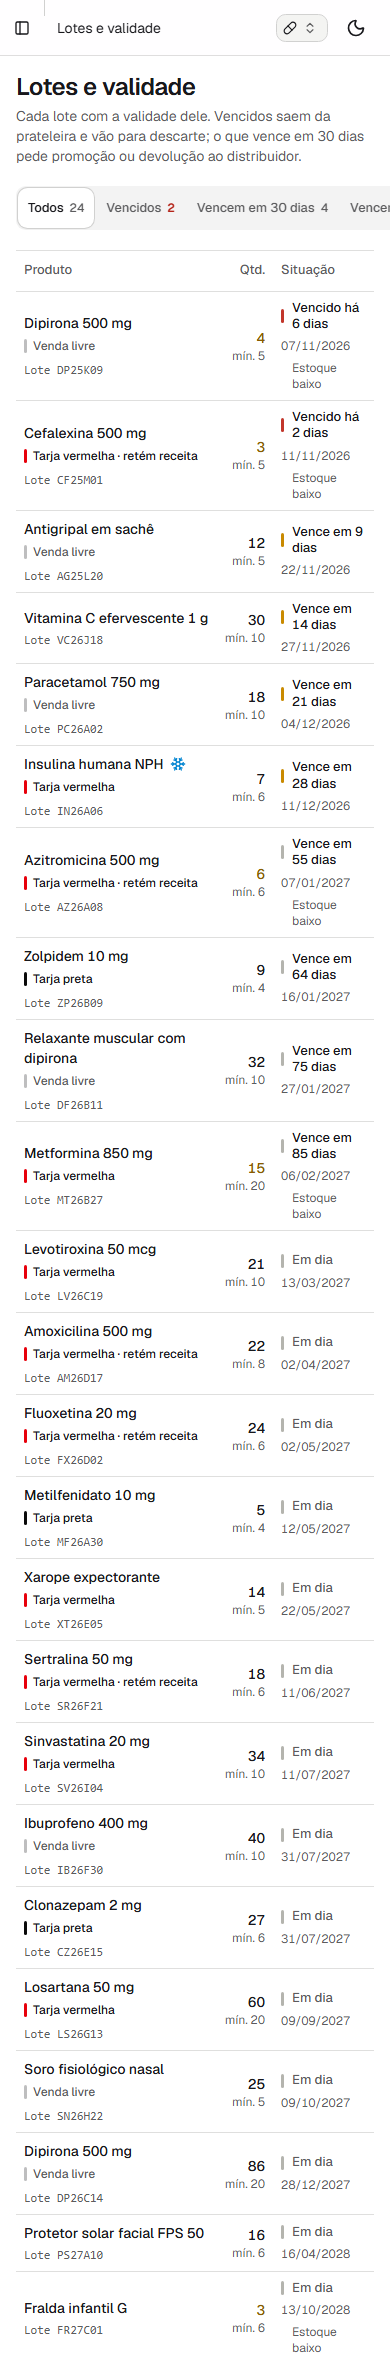 Lotes e validade
Lotes e validade
Cada lote com a validade dele. Vencidos saem da
prateleira e vão para descarte; o que vence em 30 dias
pede promoção ou devolução ao distribuidor.
Todos 24 Vencidos 2 Vencem em 30 dias 4
Produto Qtd. Situação
Dipirona 500 mg
Venda livre
Lote DP25K09
4
mín. 5
Vencido há
6 dias
07/11/2026
Estoque
baixo
Cefalexina 500 mg
Tarja vermelha · retém receita
Lote CF25M01
3
mín. 5
Vencido há
2 dias
11/11/2026
Estoque
baixo
Antigripal em sachê
Venda livre
Lote AG25L20
12
mín. 5
Vence em 9
dias
22/11/2026
Vitamina C efervescente 1 g
Lote VC26J18
30
mín. 10
Vence em
14 dias
27/11/2026
Paracetamol 750 mg
Venda livre
Lote PC26A02
18
mín. 10
Vence em
21 dias
04/12/2026
Insulina humana NPH
Tarja vermelha
Lote IN26A06
7
mín. 6
Vence em
28 dias
11/12/2026
Azitromicina 500 mg
Tarja vermelha · retém receita
Lote AZ26A08
6
mín. 6
Vence em
55 dias
07/01/2027
Estoque
baixo
Zolpidem 10 mg
Tarja preta
Lote ZP26B09
9
mín. 4
Vence em
64 dias
16/01/2027
Relaxante muscular com
dipirona
Venda livre
Lote DF26B11
32
mín. 10
Vence em
75 dias
27/01/2027
Metformina 850 mg
Tarja vermelha
Lote MT26B27
15
mín. 20
Vence em
85 dias
06/02/2027
Estoque
baixo
Levotiroxina 50 mcg
Tarja vermelha
Lote LV26C19
21
mín. 10
Em dia
13/03/2027
Amoxicilina 500 mg
Tarja vermelha · retém receita
Lote AM26D17
22
mín. 8
Em dia
02/04/2027
Fluoxetina 20 mg
Tarja vermelha · retém receita
Lote FX26D02
24
mín. 6
Em dia
02/05/2027
Metilfenidato 10 mg
Tarja preta
Lote MF26A30
5
mín. 4
Em dia
12/05/2027
Xarope expectorante
Tarja vermelha
Lote XT26E05
14
mín. 5
Em dia
22/05/2027
Sertralina 50 mg
Tarja vermelha · retém receita
Lote SR26F21
18
mín. 6
Em dia
11/06/2027
Sinvastatina 20 mg
Tarja vermelha
Lote SV26I04
34
mín. 10
Em dia
11/07/2027
Ibuprofeno 400 mg
Venda livre
Lote IB26F30
40
mín. 10
Em dia
31/07/2027
Clonazepam 2 mg
Tarja preta
Lote CZ26E15
27
mín. 6
Em dia
31/07/2027
Losartana 50 mg
Tarja vermelha
Lote LS26G13
60
mín. 20
Em dia
09/09/2027
Soro fisiológico nasal
Venda livre
Lote SN26H22
25
mín. 5
Em dia
09/10/2027
Dipirona 500 mg
Venda livre
Lote DP26C14
86
mín. 20
Em dia
28/12/2027
Protetor solar facial FPS 50
Lote PS27A10
16
mín. 6
Em dia
16/04/2028
Fralda infantil G
Lote FR27C01
3
mín. 6
Em dia
13/10/2028
Estoque
baixo